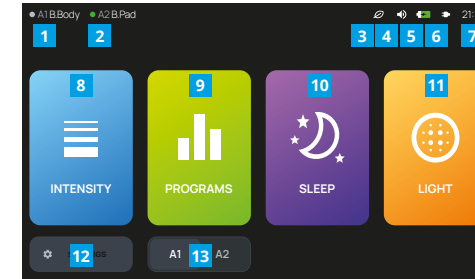 A1 B.Body A2 B.Pad 21:
1 2 3 4 5 6 7
8 9 10 11
INTENSITY PROGRAMS SLEEP LIGHT
12 A1 13 A2